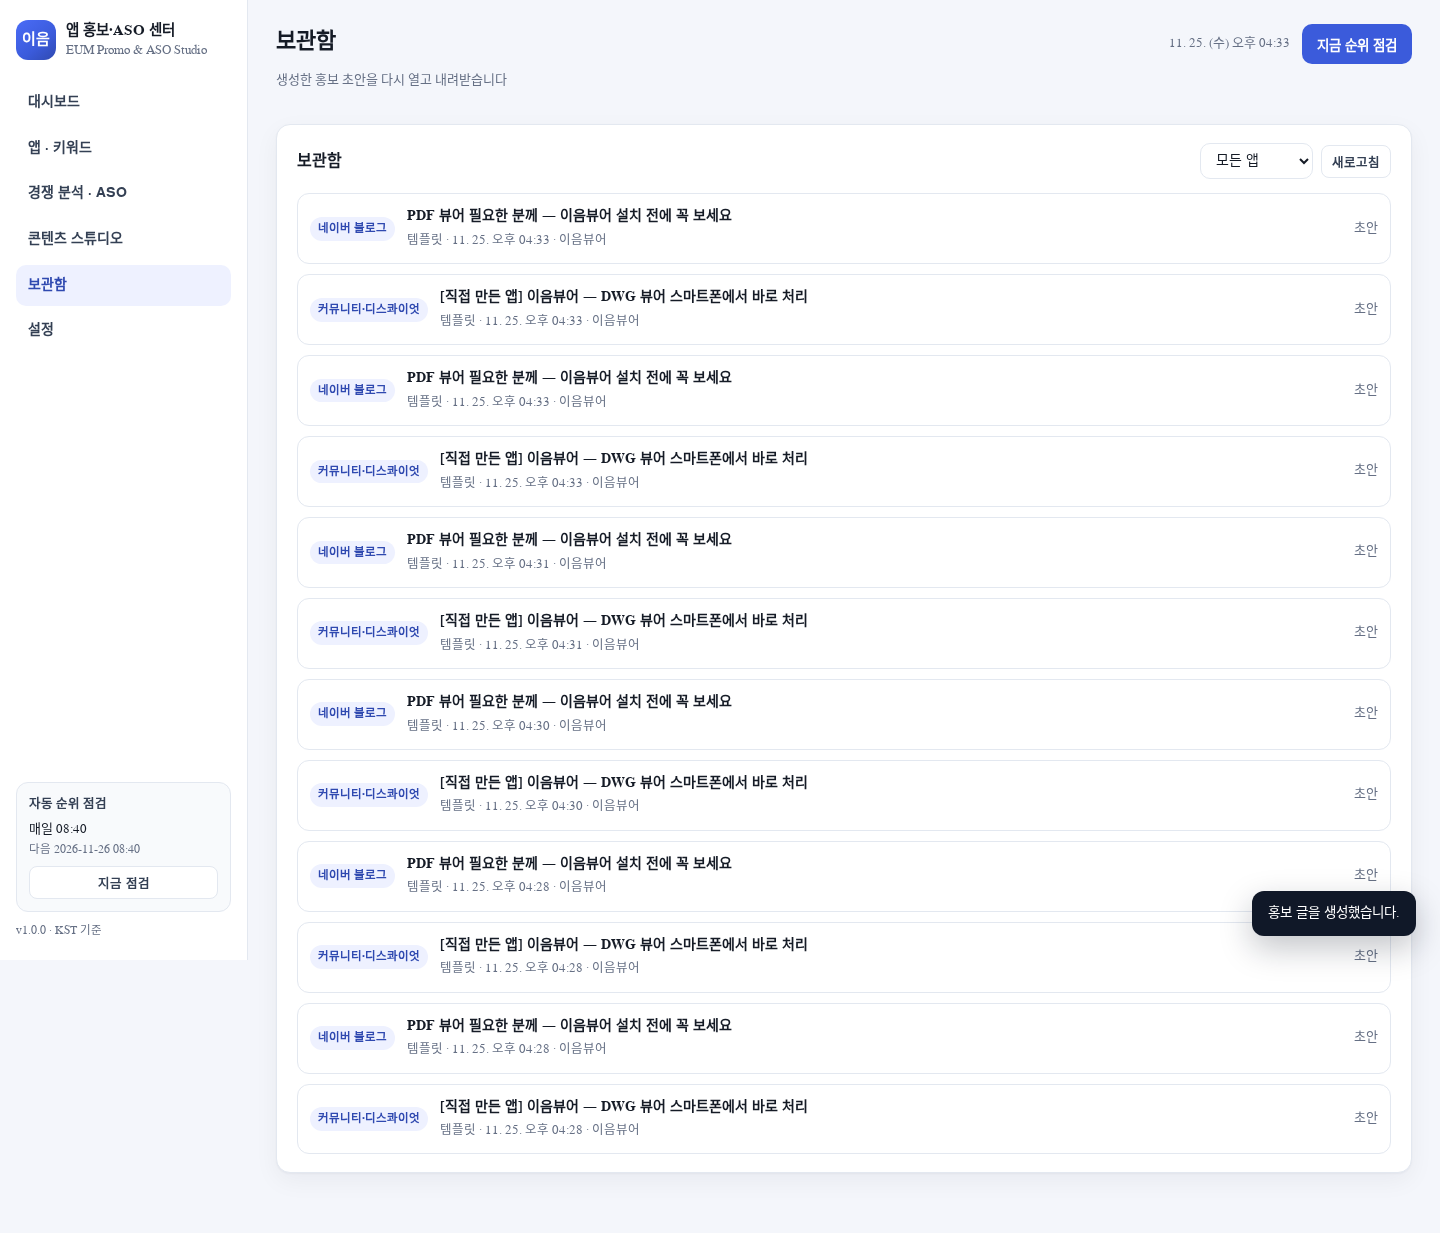 이음
앱 홍보·ASO 센터
EUM Promo & ASO Studio
대시보드
앱 · 키워드
경쟁 분석 · ASO
콘텐츠 스튜디오
보관함
설정
자동 순위 점검
매일 08:40
다음 2026-11-26 08:40
지금 점검
v1.0.0 · KST 기준
보관함
생성한 홍보 초안을 다시 열고 내려받습니다
11. 25. (수) 오후 04:33
지금 순위 점검
보관함
모든 앱
새로고침
네이버 블로그
PDF 뷰어 필요한 분께 — 이음뷰어 설치 전에 꼭 보세요
템플릿 · 11. 25. 오후 04:33 · 이음뷰어
초안
커뮤니티·디스콰이엇
[직접 만든 앱] 이음뷰어 — DWG 뷰어 스마트폰에서 바로 처리
템플릿 · 11. 25. 오후 04:33 · 이음뷰어
초안
네이버 블로그
PDF 뷰어 필요한 분께 — 이음뷰어 설치 전에 꼭 보세요
템플릿 · 11. 25. 오후 04:33 · 이음뷰어
초안
커뮤니티·디스콰이엇
[직접 만든 앱] 이음뷰어 — DWG 뷰어 스마트폰에서 바로 처리
템플릿 · 11. 25. 오후 04:33 · 이음뷰어
초안
네이버 블로그
PDF 뷰어 필요한 분께 — 이음뷰어 설치 전에 꼭 보세요
템플릿 · 11. 25. 오후 04:31 · 이음뷰어
초안
커뮤니티·디스콰이엇
[직접 만든 앱] 이음뷰어 — DWG 뷰어 스마트폰에서 바로 처리
템플릿 · 11. 25. 오후 04:31 · 이음뷰어
초안
네이버 블로그
PDF 뷰어 필요한 분께 — 이음뷰어 설치 전에 꼭 보세요
템플릿 · 11. 25. 오후 04:30 · 이음뷰어
초안
커뮤니티·디스콰이엇
[직접 만든 앱] 이음뷰어 — DWG 뷰어 스마트폰에서 바로 처리
템플릿 · 11. 25. 오후 04:30 · 이음뷰어
초안
네이버 블로그
PDF 뷰어 필요한 분께 — 이음뷰어 설치 전에 꼭 보세요
템플릿 · 11. 25. 오후 04:28 · 이음뷰어
초안
홍보 글을 생성했습니다.
커뮤니티·디스콰이엇
[직접 만든 앱] 이음뷰어 — DWG 뷰어 스마트폰에서 바로 처리
템플릿 · 11. 25. 오후 04:28 · 이음뷰어
초안
네이버 블로그
PDF 뷰어 필요한 분께 — 이음뷰어 설치 전에 꼭 보세요
템플릿 · 11. 25. 오후 04:28 · 이음뷰어
초안
커뮤니티·디스콰이엇
[직접 만든 앱] 이음뷰어 — DWG 뷰어 스마트폰에서 바로 처리
템플릿 · 11. 25. 오후 04:28 · 이음뷰어
초안